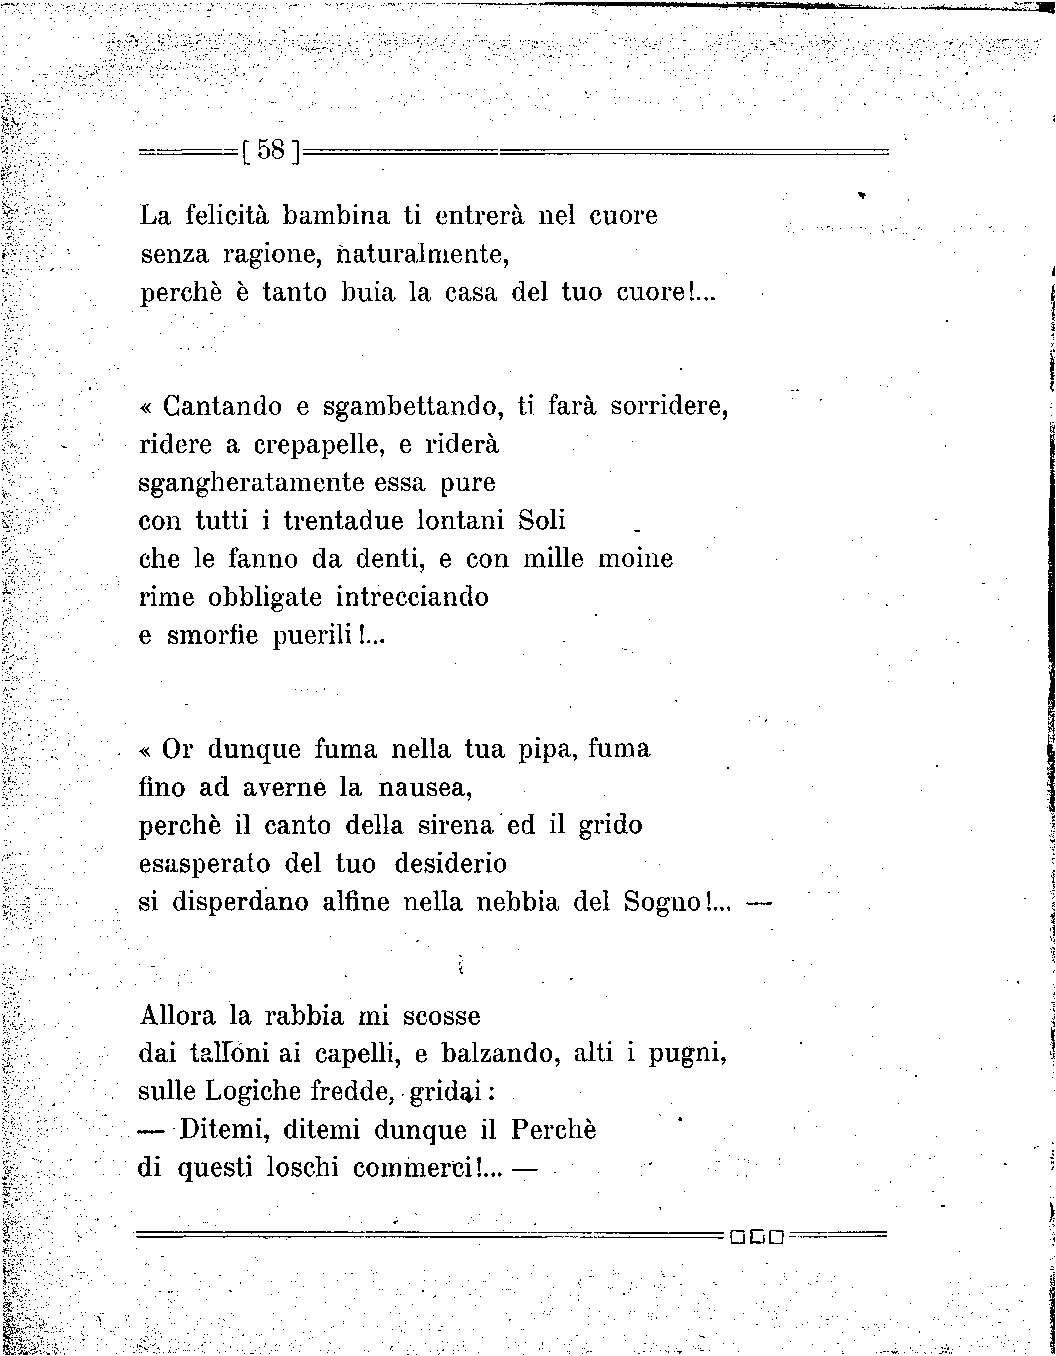 [ 58 ]
La felicità bambina ti entrerà nel cuore
senza ragione, naturalmente,
perchè è tanto buia la casa del tuo cuore!...
« Cantando e sgambettando, ti farà sorridere,
ridere a crepapelle, e riderà
sgangheratamente essa pure
con tutti i trentadue lontani Soli
che le fanno da denti, e con mille moine
rime obbligate intrecciando
e smorfie puerili!...
« Or dunque fuma nella tua pipa, fuma
fino ad averne la nausea,
perchè il canto della sirena ed il grido
esasperato del tuo desiderio
si disperdano alfine nella nebbia del Sogno!... —
Allora la rabbia mi scosse
dai talloni ai capelli, e balzando, alti i pugni,
sulle Logiche fredde, gridai :
— Ditemi, ditemi dunque il Perchè
di questi loschi commerci!... —